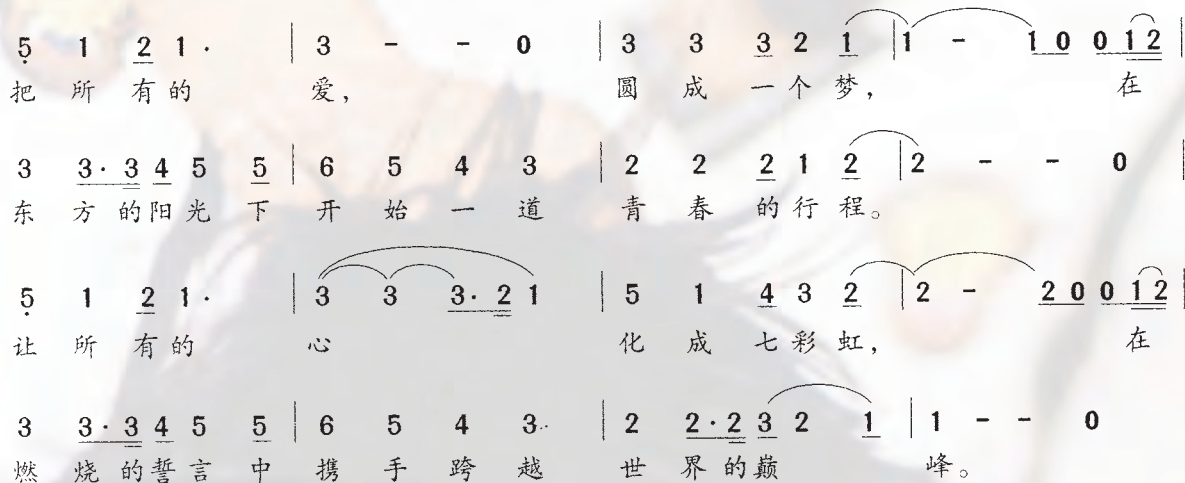 5 1 2 1· | 3 - - 0 | 3 3 3 2 1 | 1 - 1 0 0 1 2 |
把 所 有 的 爱, 圆 成 一 个 梦, 在
3 3·3 4 5 5 | 6 5 4 3 | 2 2 2 1 2 | 2 - - 0 |
东 方 的 阳 光 下 开 始 一 道 青 春 的 行 程。
5 1 2 1· | 3 3 3·2 1 | 5 1 4 3 2 | 2 - 2 0 0 1 2 |
让 所 有 的 心 化 成 七 彩 虹, 在
3 3·3 4 5 5 | 6 5 4 3 | 2 2·2 3 2 1 | 1 - - 0
燃 烧 的 誓 言 中 携 手 跨 越 世 界 的 巅 峰。